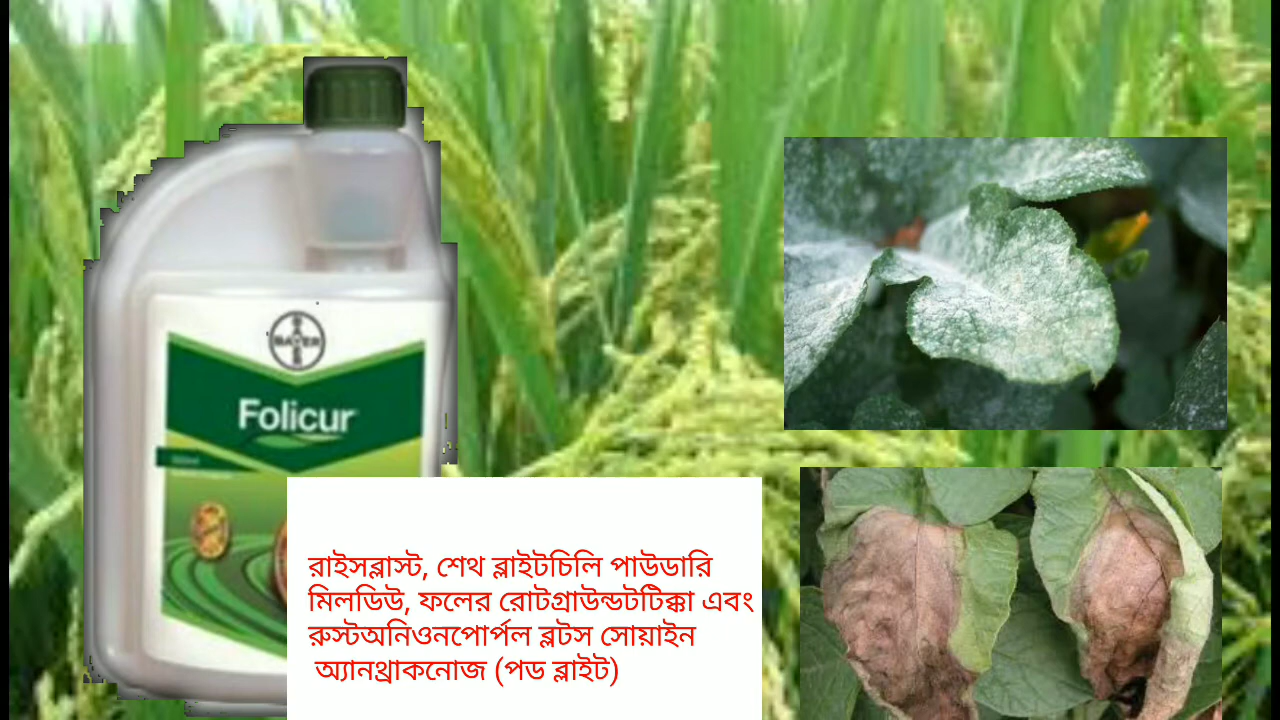 BAYER
Folicur
রাইসব্লাস্ট, শেথ ব্লাইটচিলি পাউডারি
মিলডিউ, ফলের রোটগ্রাউন্ডটটিক্কা এবং
রুস্টঅনিওনপোর্পল ব্লটস সোয়াইন
অ্যানথ্রাকনোজ (পড ব্লাইট)